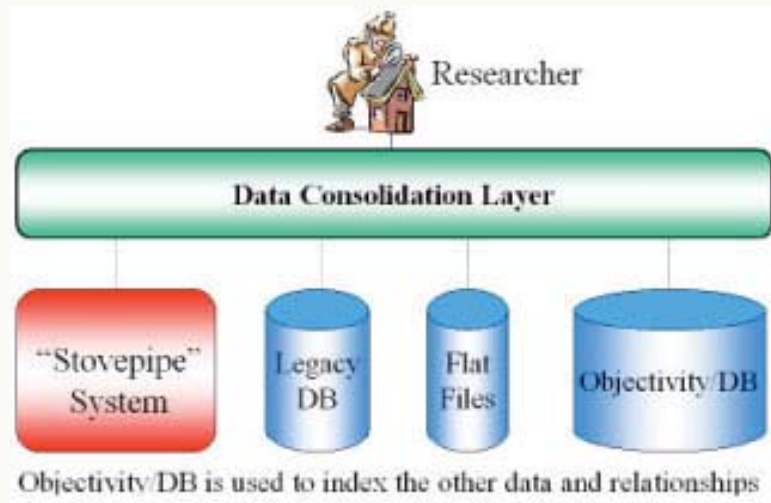 Researcher
Data Consolidation Layer
“Stovepipe”
System
Legacy
DB
Flat
Files
Objectivity/DB
Objectivity/DB is used to index the other data and relationships